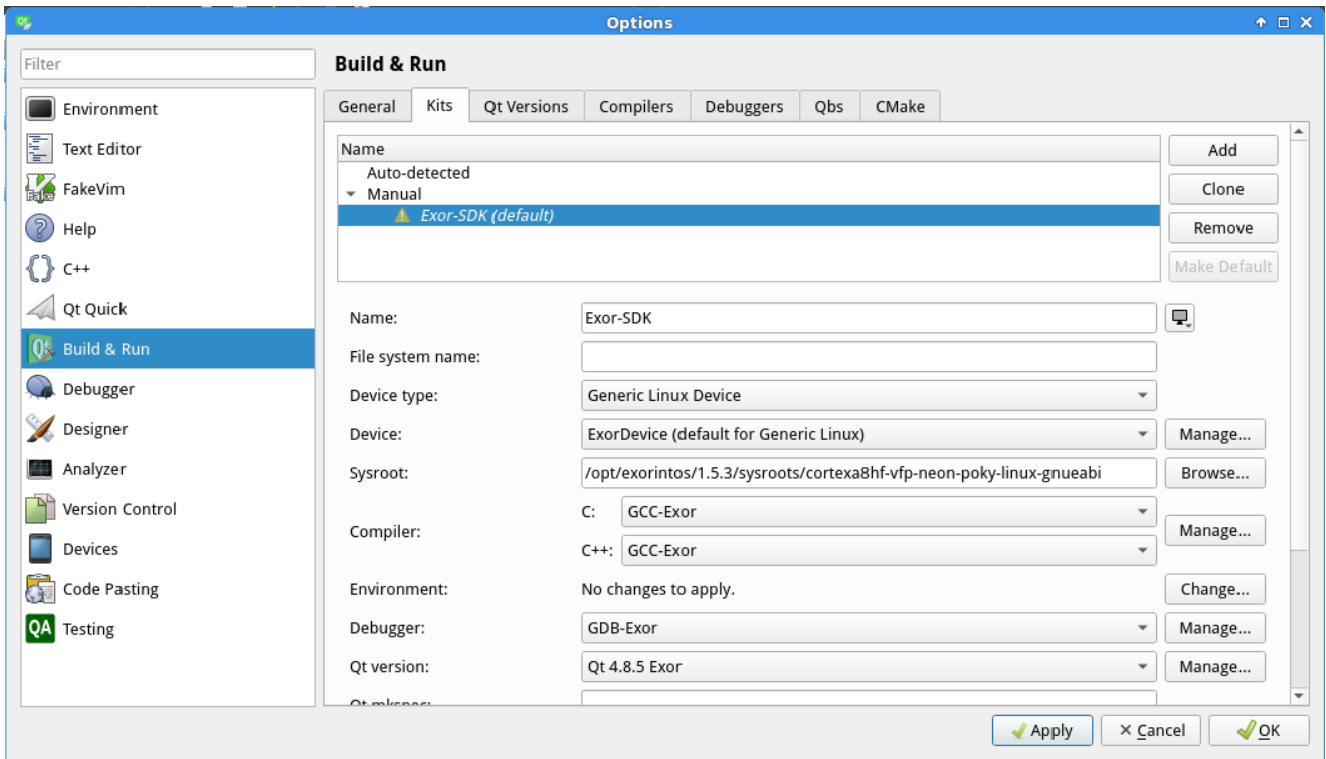 Options
Filter
Environment
Text Editor
FakeVim
Help
C++
Qt Quick
Build & Run
Debugger
Designer
Analyzer
Version Control
Devices
Code Pasting
QA Testing
Build & Run
General Kits Qt Versions Compilers Debuggers Qbs CMake
Name
Auto-detected
Manual
Exor-SDK (default)
Add
Clone
Remove
Make Default
Name: Exor-SDK
File system name:
Device type: Generic Linux Device
Device: ExorDevice (default for Generic Linux) Manage...
Sysroot: /opt/exorintos/1.5.3/sysroots/cortexa8hf-vfp-neon-poky-linux-gnueabi Browse...
Compiler: C: GCC-Exor
C++: GCC-Exor Manage...
Environment: No changes to apply. Change...
Debugger: GDB-Exor Manage...
Qt version: Qt 4.8.5 Exor Manage...
Qt mkspec:
Apply Cancel OK